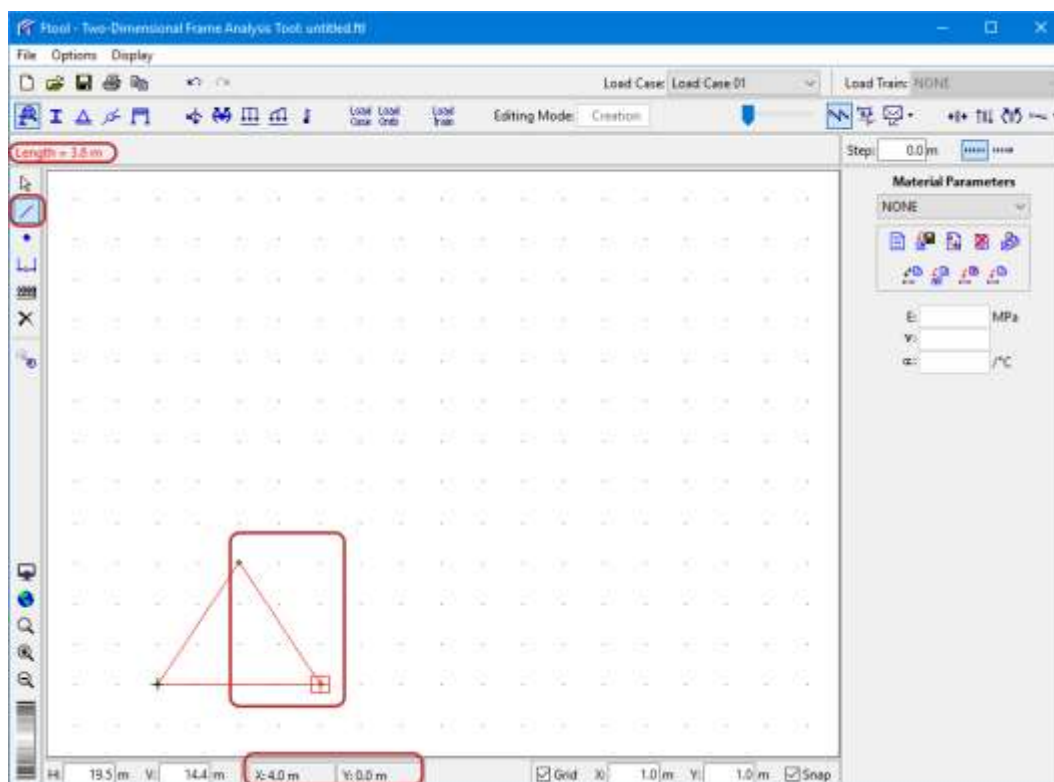 Ftool - Two-Dimensional Frame Analysis Tool: untitled.ftl
File Options Display
Load Case: Load Case 01 Load Train: NONE
Load Case Load Cmb Load Train Editing Mode: Creation
Length = 3.6 m Step: 0.0 m
Material Parameters
NONE
E: MPa
ν:
α: /°C
H: 19.5 m V: 14.4 m X: 4.0 m Y: 0.0 m Grid X: 1.0 m Y: 1.0 m Snap